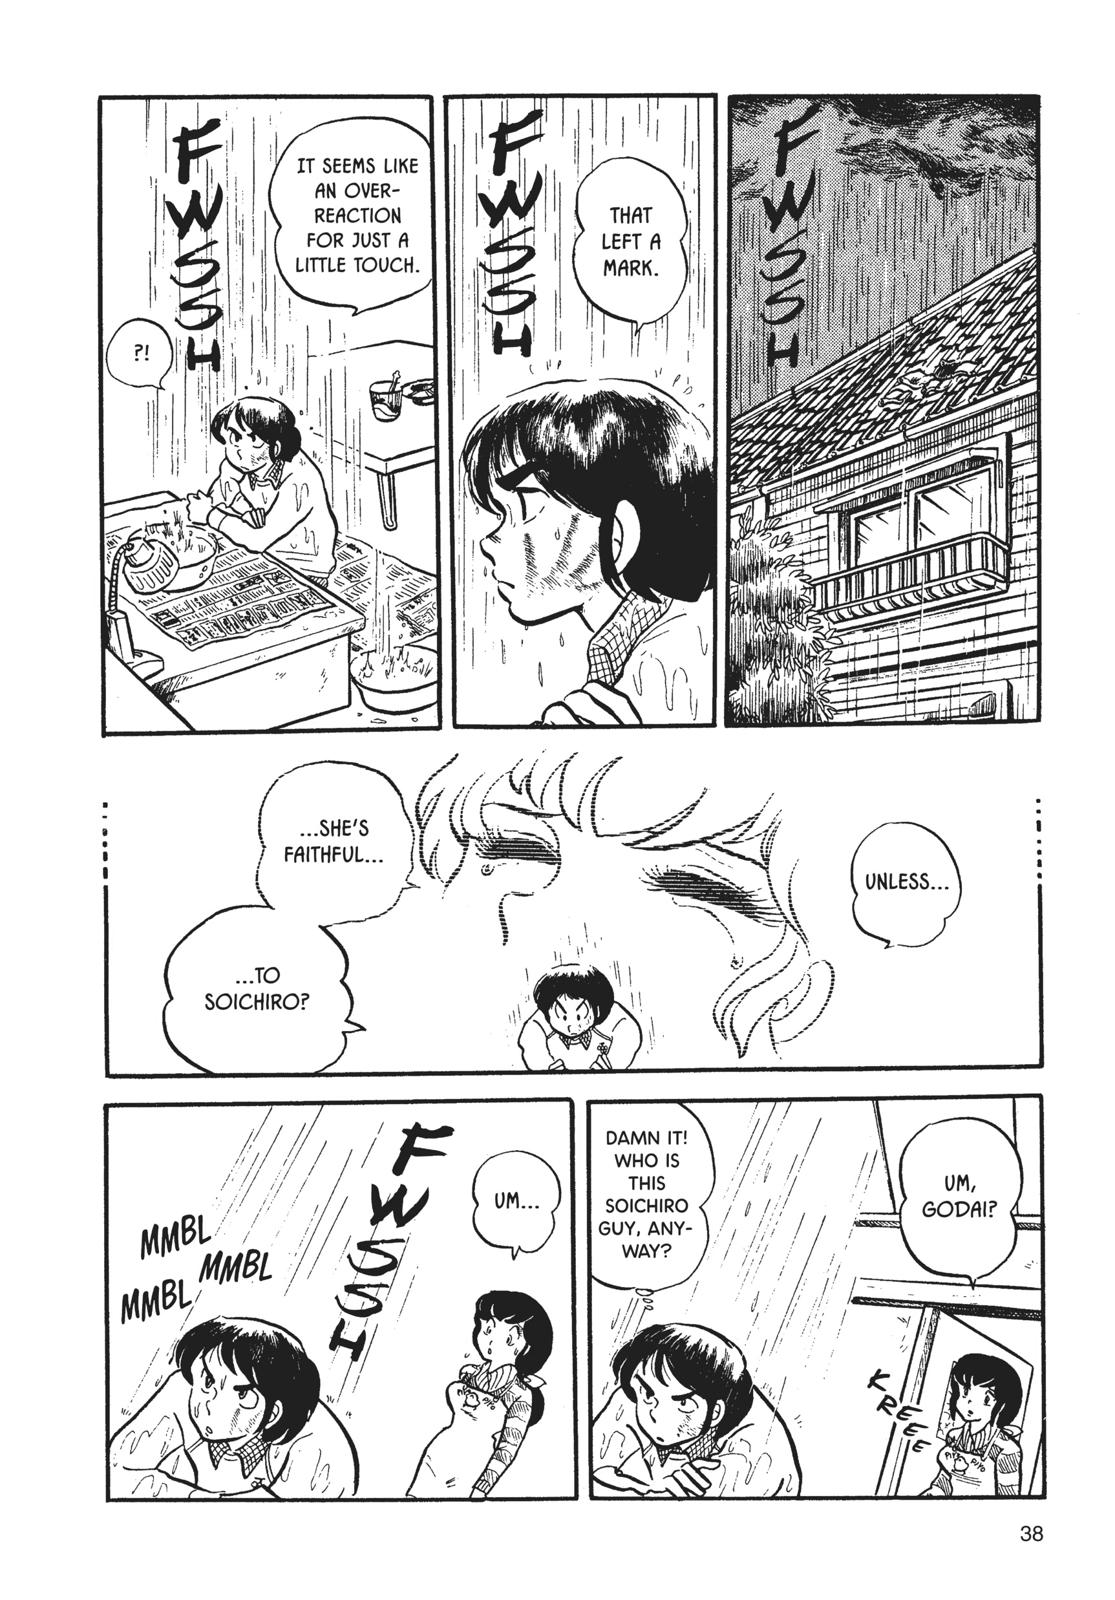 FWSSH
THAT
LEFT A
MARK.
FWSSH
IT SEEMS LIKE
AN OVER-
REACTION
FOR JUST A
LITTLE TOUCH.
FWSSH
?!
UNLESS...
...SHE'S
FAITHFUL...
...TO
SOICHIRO?
UM,
GODAI?
KREEE
PIYO PIYO
DAMN IT!
WHO IS
THIS
SOICHIRO
GUY, ANY-
WAY?
UM...
FWSSH
MMBL
MMBL
MMBL
38